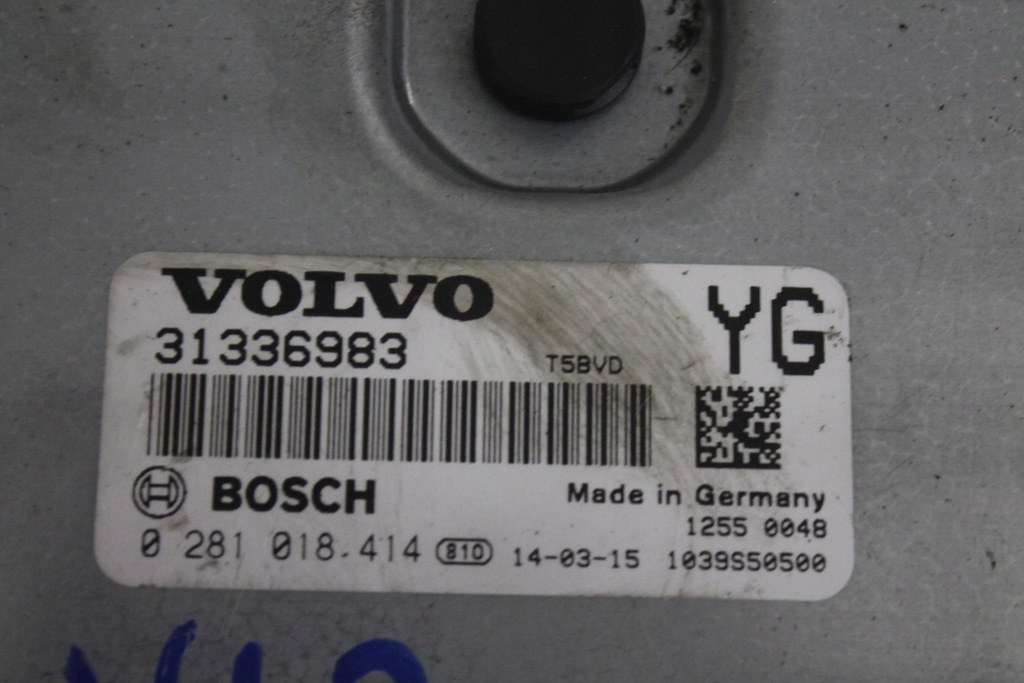 VOLVO YG
31336983 T5BVD
BOSCH Made in Germany
1255 0048
0 281 018.414 810 14-03-15 1039S50500